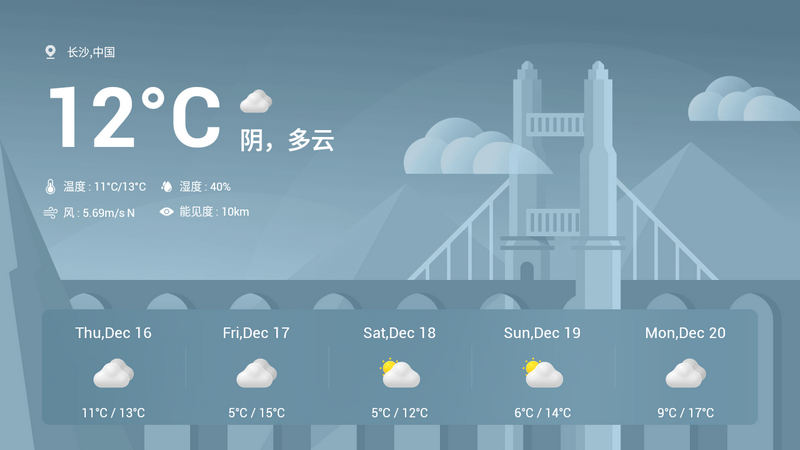 长沙,中国
12°C
阴，多云
温度 : 11°C/13°C 湿度 : 40%
风 : 5.69m/s N 能见度 : 10km
Thu,Dec 16 Fri,Dec 17 Sat,Dec 18 Sun,Dec 19 Mon,Dec 20
11°C / 13°C 5°C / 15°C 5°C / 12°C 6°C / 14°C 9°C / 17°C